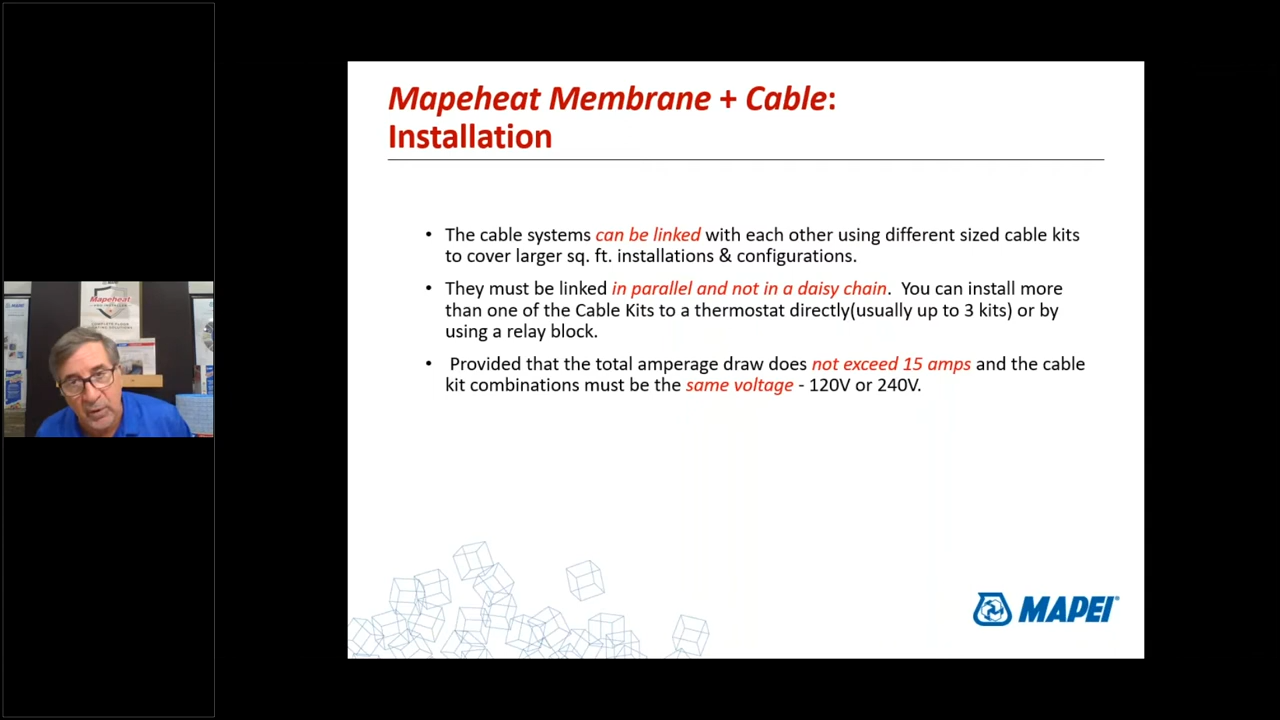 Mapeheat Membrane + Cable:
Installation
• The cable systems can be linked with each other using different sized cable kits
to cover larger sq. ft. installations & configurations.
• They must be linked in parallel and not in a daisy chain.  You can install more
than one of the Cable Kits to a thermostat directly(usually up to 3 kits) or by
using a relay block.
•  Provided that the total amperage draw does not exceed 15 amps and the cable
kit combinations must be the same voltage - 120V or 240V.
Mapeheat
MAPEI®